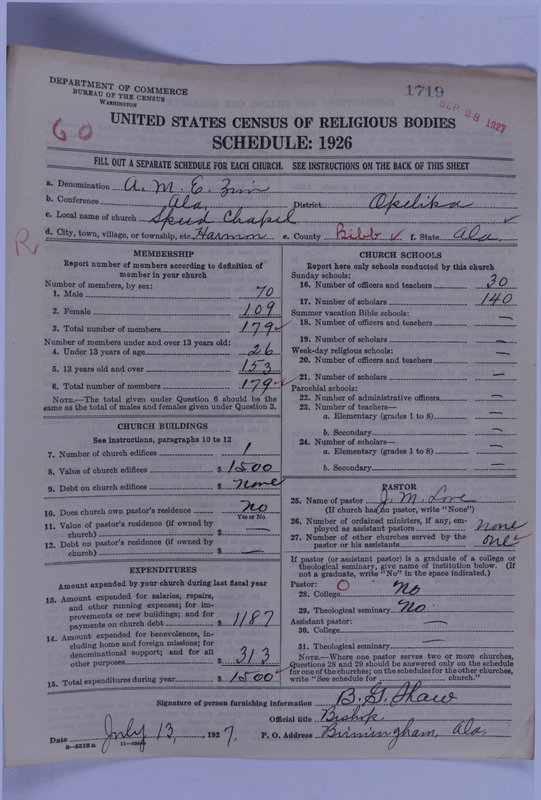 DEPARTMENT OF COMMERCE
BUREAU OF THE CENSUS
WASHINGTON
1719
SEP 28 1927
60
UNITED STATES CENSUS OF RELIGIOUS BODIES
SCHEDULE: 1926
FILL OUT A SEPARATE SCHEDULE FOR EACH CHURCH. SEE INSTRUCTIONS ON THE BACK OF THIS SHEET
a. Denomination A. M. E. Zion
b. Conference Ala. District Opelika
c. Local name of church Speed Chapel
d. City, town, village, or township, etc. Harmon e. County Bibb f. State Ala.
R
MEMBERSHIP
Report number of members according to definition of
member in your church
Number of members, by sex:
1. Male 70
2. Female 109
3. Total number of members 179
Number of members under and over 13 years old:
4. Under 13 years of age 26
5. 13 years old and over 153
6. Total number of members 179
NOTE.—The total given under Question 6 should be
same as the total of males and females given under Question 3.
CHURCH BUILDINGS
See instructions, paragraphs 10 to 12
7. Number of church edifices 1
8. Value of church edifices $ 1500
9. Debt on church edifices $ none
10. Does church own pastor's residence? no
Yes or No
11. Value of pastor's residence (if owned by
church) $ —
12. Debt on pastor's residence (if owned by
church) $ —
EXPENDITURES
Amount expended by your church during last fiscal year
13. Amount expended for salaries, repairs,
and other running expenses; for im-
provements or new buildings; and for
payments on church debt $ 1187
14. Amount expended for benevolences, in-
cluding home and foreign missions; for
denominational support; and for all
other purposes $ 313
15. Total expenditures during year $ 1500
CHURCH SCHOOLS
Report here only schools conducted by this church
Sunday schools:
16. Number of officers and teachers 30
17. Number of scholars 140
Summer vacation Bible schools:
18. Number of officers and teachers —
19. Number of scholars —
Week-day religious schools:
20. Number of officers and teachers —
21. Number of scholars —
Parochial schools:
22. Number of administrative officers —
23. Number of teachers—
a. Elementary (grades 1 to 8) —
b. Secondary —
24. Number of scholars—
a. Elementary (grades 1 to 8) —
b. Secondary —
PASTOR
25. Name of pastor J. M. Love
(If church has no pastor, write "None")
26. Number of ordained ministers, if any, em-
ployed as assistant pastors none
27. Number of other churches served by the
pastor or his assistants one
If pastor (or assistant pastor) is a graduate of a college or
theological seminary, give name of institution below. (If
not a graduate, write "No" in the space indicated.)
Pastor: O
28. College No
29. Theological seminary No
Assistant pastor:
30. College —
31. Theological seminary —
NOTE.—Where one pastor serves two or more churches,
Questions 28 and 29 should be answered only on the schedule
for one of the churches; on the schedules for the other churches,
write "See schedule for church."
Signature of person furnishing information B. G. Shaw
Official title Bishop
Date July 13, 1927. P. O. Address Birmingham, Ala.